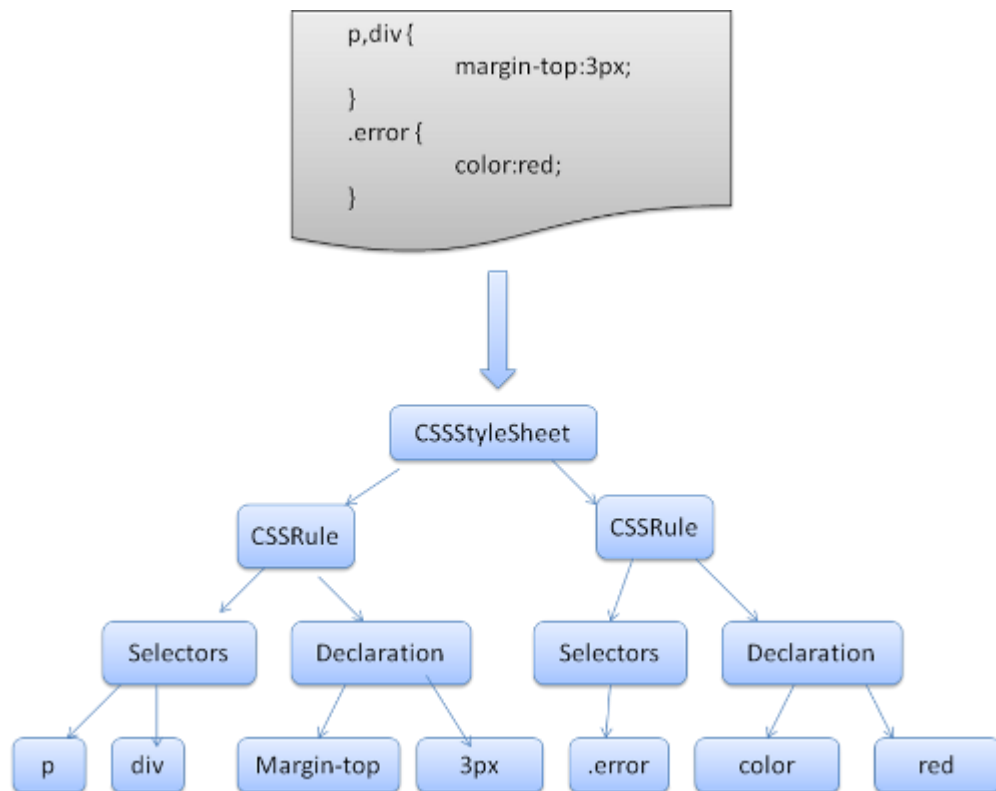 p,div {
margin-top:3px;
}
.error {
color:red;
}
CSSStyleSheet
CSSRule
CSSRule
Selectors
Declaration
Selectors
Declaration
p
div
Margin-top
3px
.error
color
red